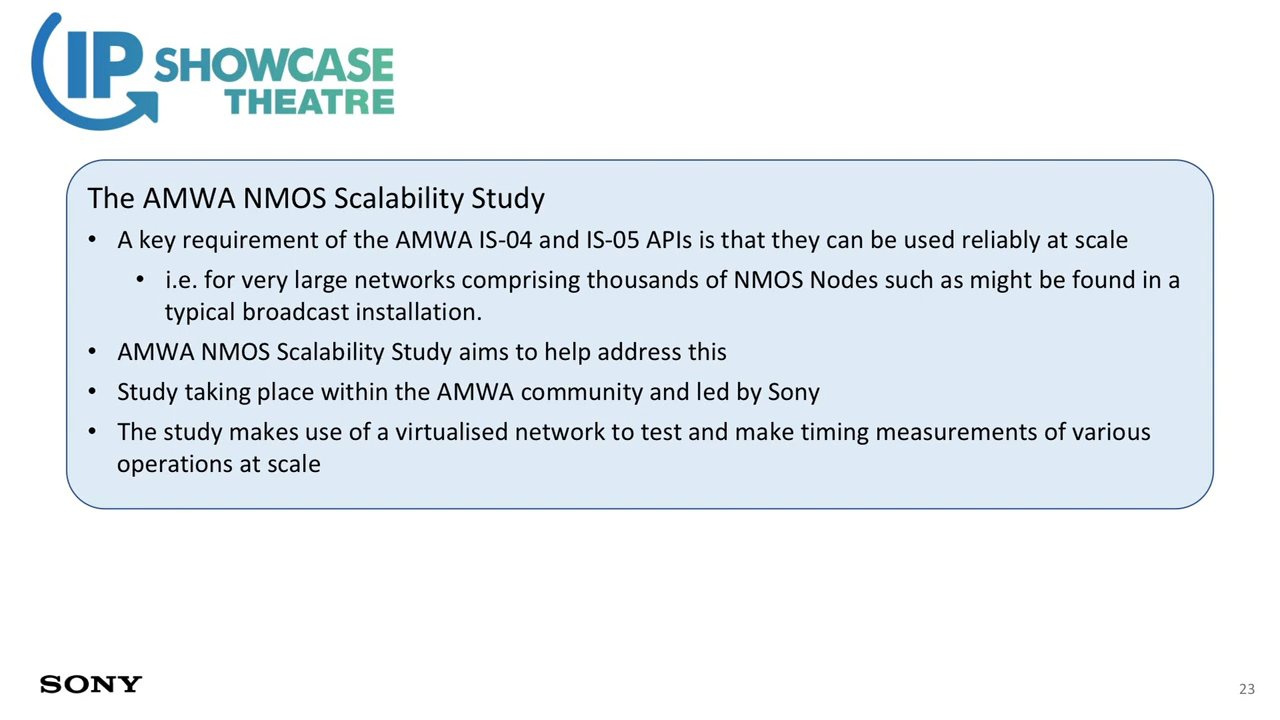 IP SHOWCASE
THEATRE
The AMWA NMOS Scalability Study
• A key requirement of the AMWA IS-04 and IS-05 APIs is that they can be used reliably at scale
• i.e. for very large networks comprising thousands of NMOS Nodes such as might be found in a
typical broadcast installation.
• AMWA NMOS Scalability Study aims to help address this
• Study taking place within the AMWA community and led by Sony
• The study makes use of a virtualised network to test and make timing measurements of various
operations at scale
SONY
23